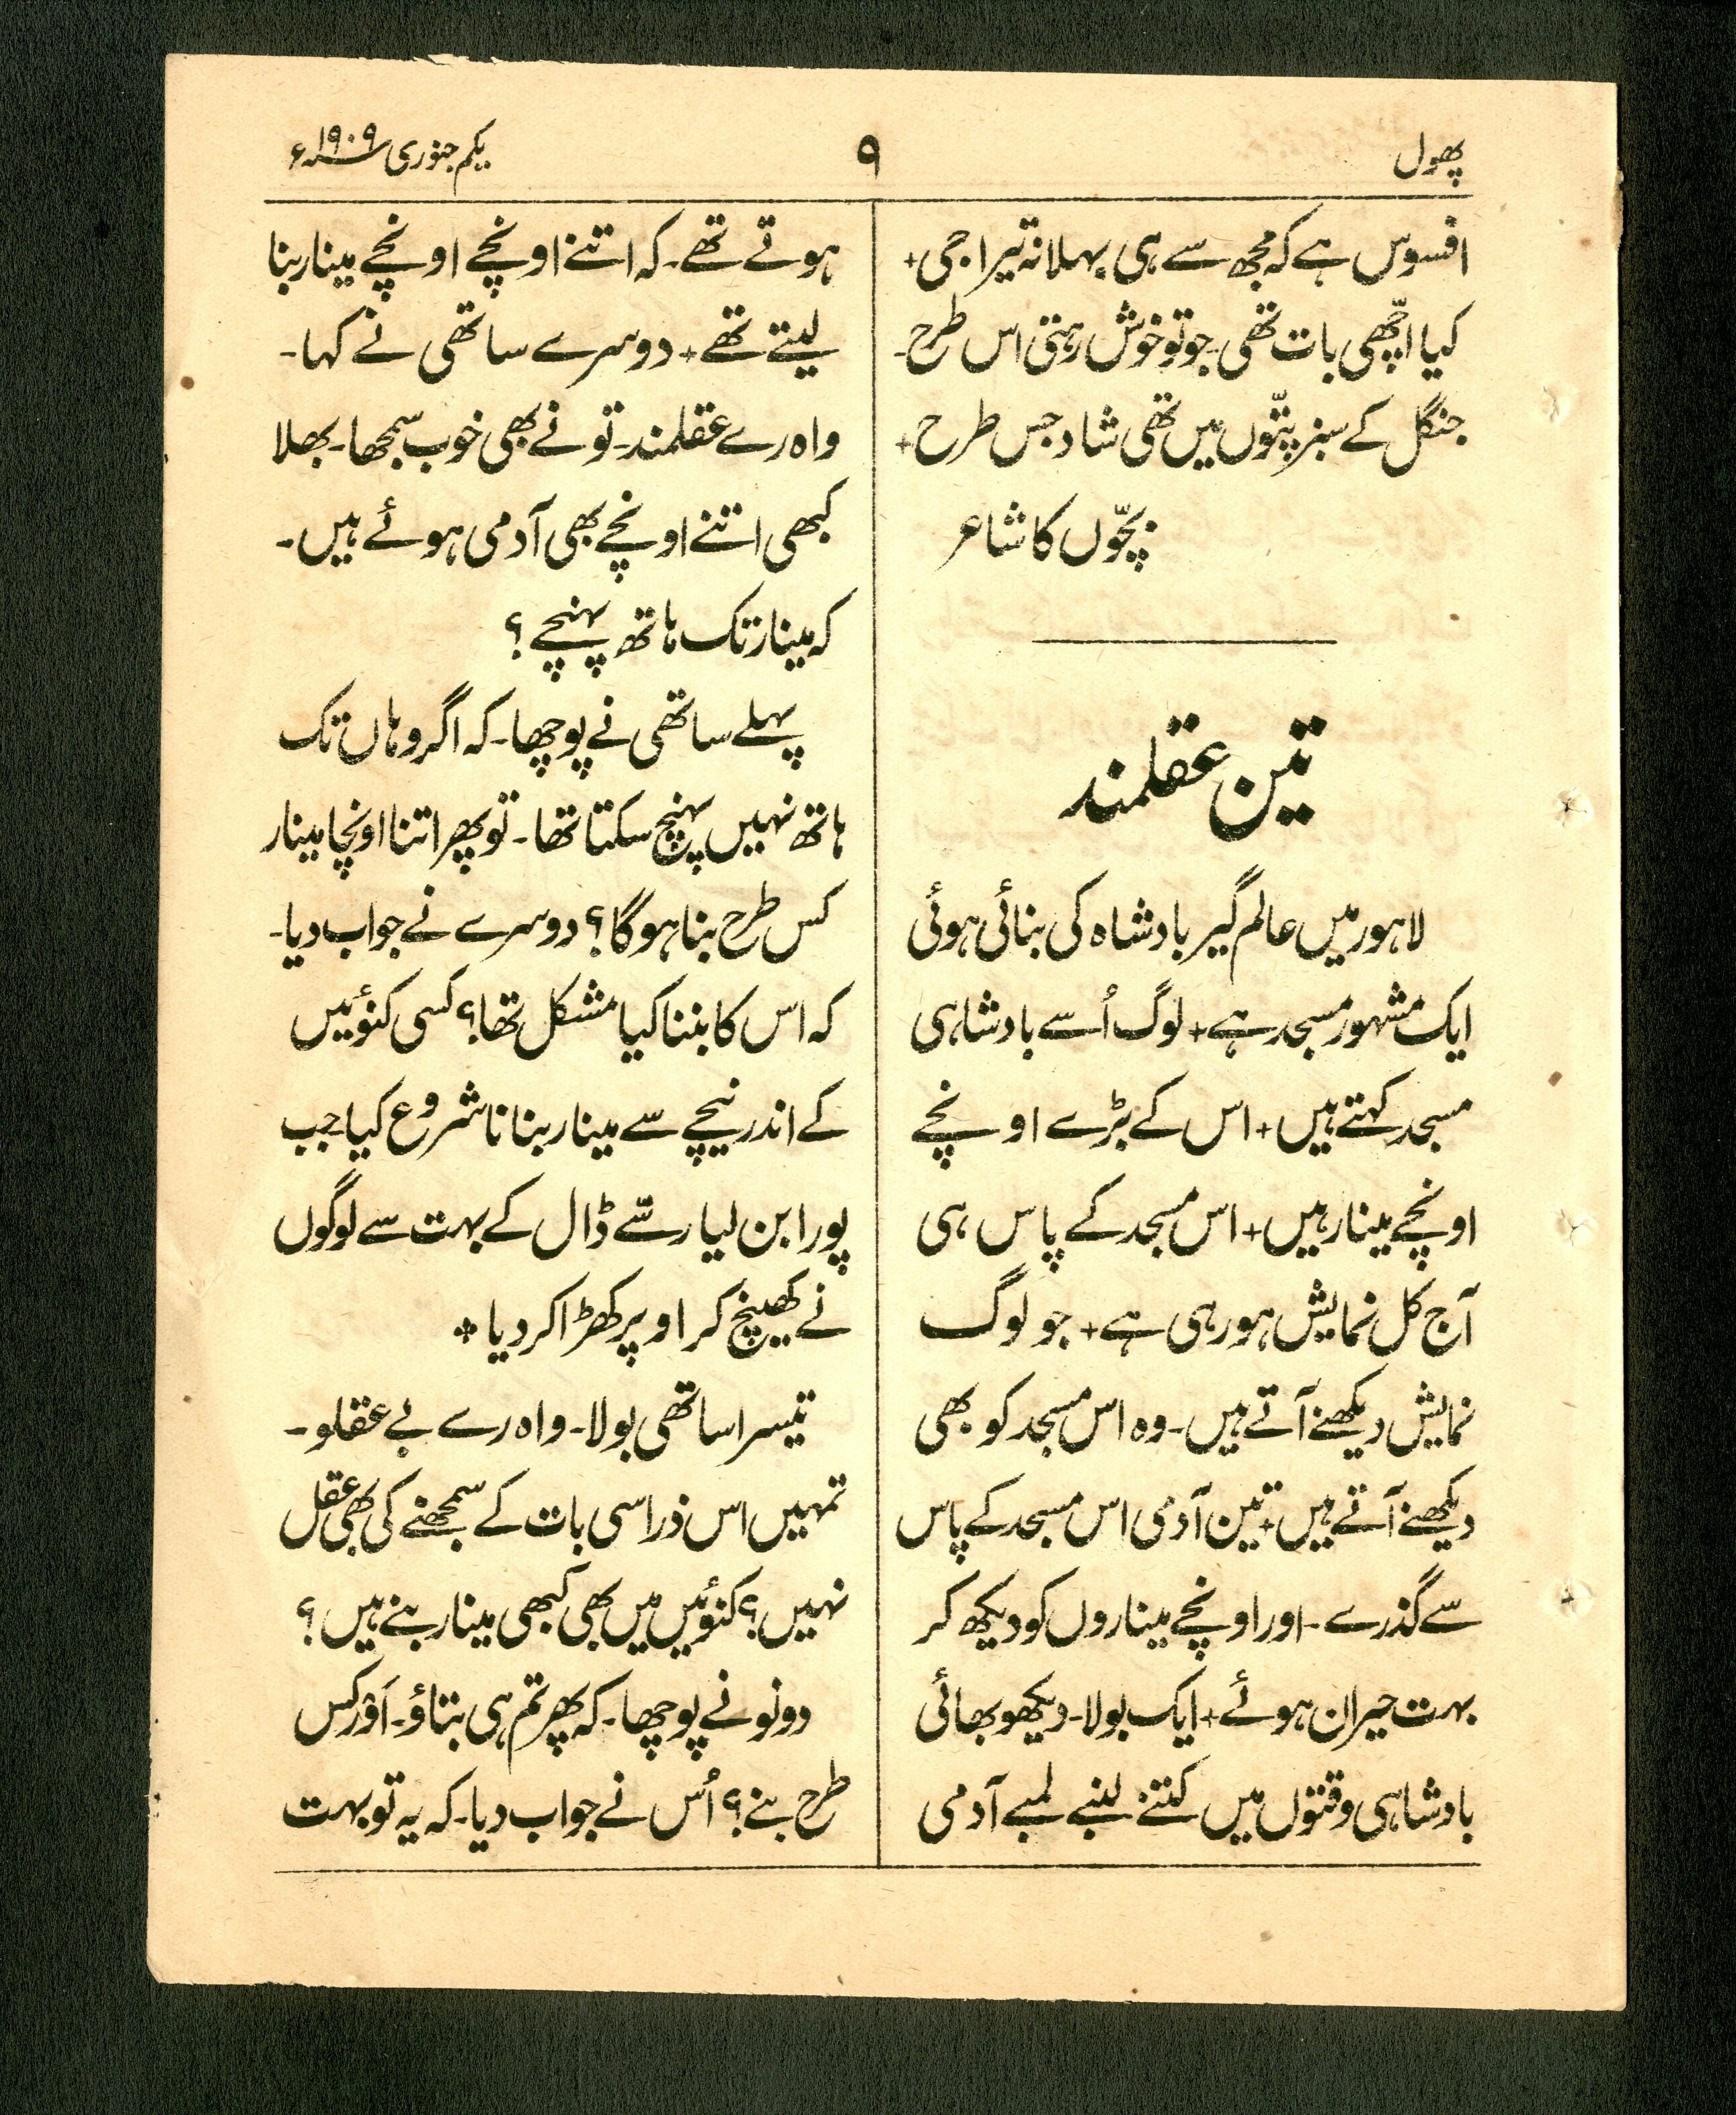 پھول
۹
یکم جنوری ۱۹۰۹ء
افسوس ہے کہ مجھ سے ہی بہلا نہ تیرا جی+
کیا اچّھی بات تھی۔ جو تو خوش رہتی اس طرح۔
جنگل کے سبز پتّوں میں تھی شاد جس طرح+
بچّوں کا شاعر
تین عقلمند
لاہور میں عالم گیر بادشاہ کی بنائی ہوئی
ایک مشہور مسجد ہے+ لوگ اُسے بادشاہی
مسجد کہتے ہیں+ اس کے بڑے اونچے
اونچے مینار ہیں+ اس مسجد کے پاس ہی
آج کل نمایش ہو رہی ہے+ جو لوگ
نمایش دیکھنے آتے ہیں۔ وہ اس مسجد کو بھی
دیکھنے آتے ہیں+ تین آدمی اس مسجد کے پاس
سے گذرے۔ اور اونچے میناروں کو دیکھ کر
بہت حیران ہوئے+ ایک بولا۔ دیکھو بھائی
بادشاہی وقتوں میں کتنے لنبے لمبے آدمی
ہوتے تھے۔ کہ اتنے اونچے اونچے مینار بنا
لیتے تھے+ دوسرے ساتھی نے کہا۔
واہ رے عقلمند۔ تو نے بھی خوب سمجھا۔ بھلا
کبھی اتنے اونچے بھی آدمی ہوئے ہیں۔
کہ مینار تک ہاتھ پہنچے؟
پہلے ساتھی نے پوچھا۔ کہ اگر وہاں تک
ہاتھ نہیں پہنچ سکتا تھا۔ تو پھر اتنا اونچا مینار
کس طرح بنا ہوگا؟ دوسرے نے جواب دیا۔
کہ اس کا بننا کیا مشکل تھا؟ کسی کنوئیں
کے اندر نیچے سے مینار بنانا شروع کیا جب
پورا بن لیا رسّے ڈال کے بہت سے لوگوں
نے کھینچ کر اوپر کھڑا کر دیا ÷
تیسرا ساتھی بولا۔ واہ رے بے عقلو۔
تمہیں اس ذرا سی بات کے سمجھنے کی بھی عقل
نہیں؟ کنوئیں میں بھی کبھی مینار بنے ہیں؟
دونو نے پوچھا۔ کہ پھر تم ہی بتاؤ۔ اَور کس
طرح بنے؟ اُس نے جواب دیا۔ کہ یہ تو بہت